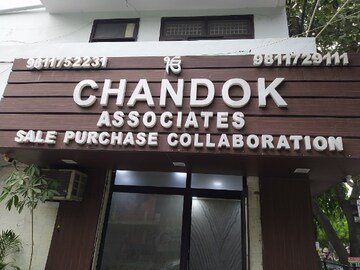 9811752231 ੴ 9811729111
CHANDOK
ASSOCIATES
SALE PURCHASE COLLABORATION